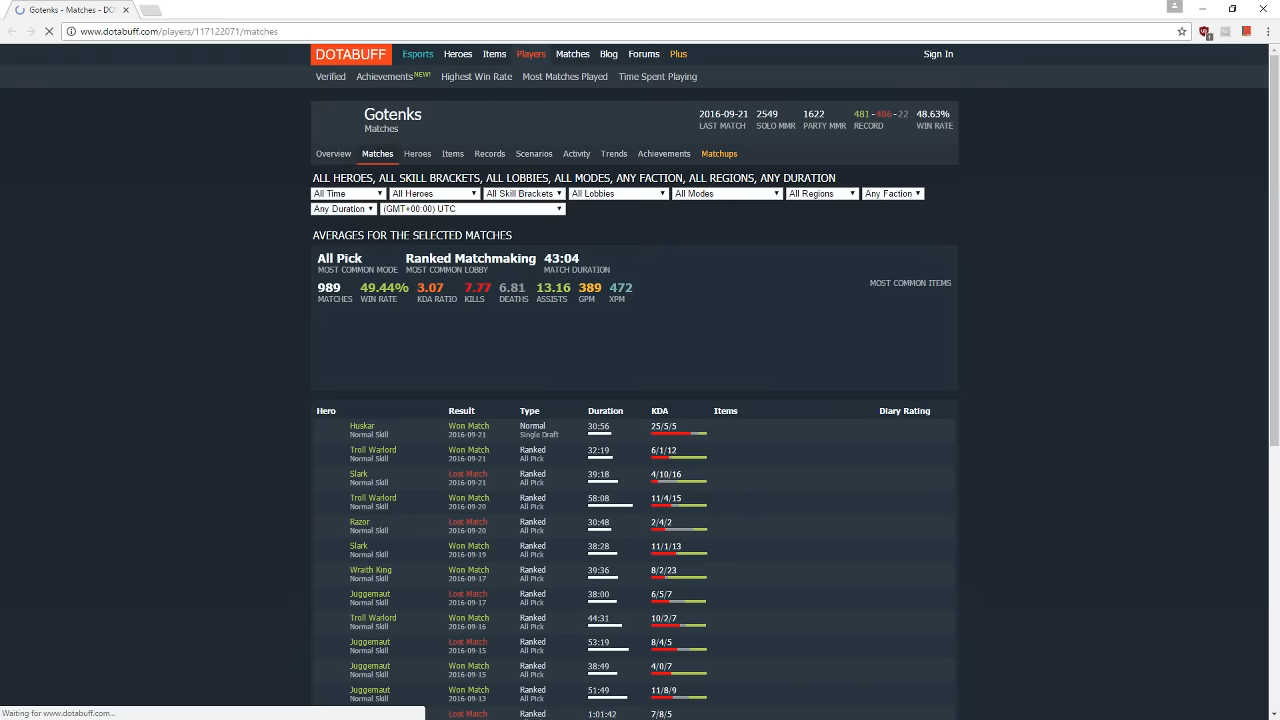 Gotenks - Matches - DO
www.dotabuff.com/players/117122071/matches
DOTABUFF Esports Heroes Items Players Matches Blog Forums Plus Sign In
Verified Achievements NEW! Highest Win Rate Most Matches Played Time Spent Playing
Gotenks
Matches
2016-09-21 2549 1622 481-486-22 48.63%
LAST MATCH SOLO MMR PARTY MMR RECORD WIN RATE
Overview Matches Heroes Items Records Scenarios Activity Trends Achievements Matchups
ALL HEROES, ALL SKILL BRACKETS, ALL LOBBIES, ALL MODES, ANY FACTION, ALL REGIONS, ANY DURATION
All Time All Heroes All Skill Brackets All Lobbies All Modes All Regions Any Faction
Any Duration (GMT+00:00) UTC
AVERAGES FOR THE SELECTED MATCHES
All Pick Ranked Matchmaking 43:04
MOST COMMON MODE MOST COMMON LOBBY MATCH DURATION
MOST COMMON ITEMS
989 49.44% 3.07 7.77 6.81 13.16 389 472
MATCHES WIN RATE KDA RATIO KILLS DEATHS ASSISTS GPM XPM
Hero Result Type Duration KDA Items Diary Rating
Huskar Won Match Normal 30:56 25/5/5
Normal Skill 2016-09-21 Single Draft
Troll Warlord Won Match Ranked 32:19 6/1/12
Normal Skill 2016-09-21 All Pick
Slark Lost Match Ranked 39:18 4/10/16
Normal Skill 2016-09-21 All Pick
Troll Warlord Won Match Ranked 58:08 11/4/15
Normal Skill 2016-09-20 All Pick
Razor Lost Match Ranked 30:48 2/4/2
Normal Skill 2016-09-20 All Pick
Slark Won Match Ranked 38:28 11/1/13
Normal Skill 2016-09-19 All Pick
Wraith King Won Match Ranked 39:36 8/2/23
Normal Skill 2016-09-17 All Pick
Juggernaut Lost Match Ranked 38:00 6/5/7
Normal Skill 2016-09-17 All Pick
Troll Warlord Won Match Ranked 44:31 10/2/7
Normal Skill 2016-09-16 All Pick
Juggernaut Lost Match Ranked 53:19 8/4/5
Normal Skill 2016-09-15 All Pick
Juggernaut Won Match Ranked 38:49 4/0/7
Normal Skill 2016-09-15 All Pick
Juggernaut Won Match Ranked 51:49 11/8/9
Normal Skill 2016-09-13 All Pick
Lost Match Ranked 1:01:42 7/8/5
Waiting for www.dotabuff.com...